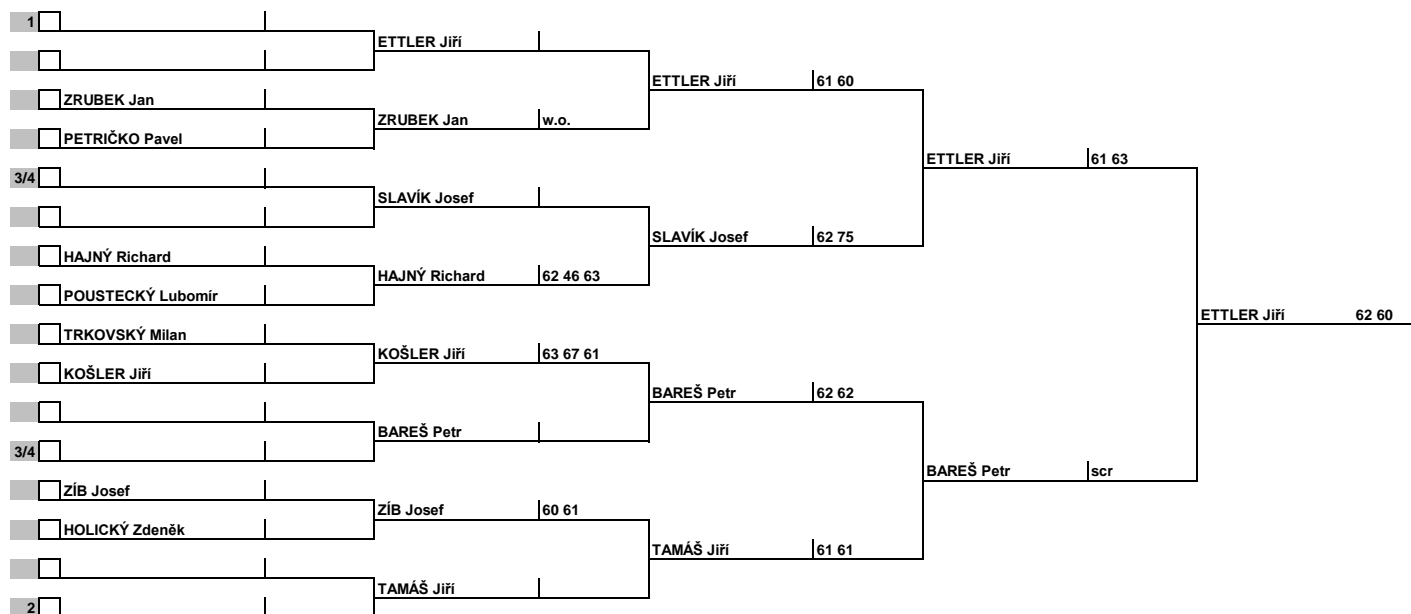 1
ETTLER Jiří
ETTLER Jiří 61 60
ZRUBEK Jan
ZRUBEK Jan w.o.
PETRIČKO Pavel
ETTLER Jiří 61 63
3/4
SLAVÍK Josef
SLAVÍK Josef 62 75
HAJNÝ Richard
HAJNÝ Richard 62 46 63
POUSTECKÝ Lubomír
ETTLER Jiří 62 60
TRKOVSKÝ Milan
KOŠLER Jiří 63 67 61
KOŠLER Jiří
BAREŠ Petr 62 62
BAREŠ Petr
3/4
BAREŠ Petr scr
ZÍB Josef
ZÍB Josef 60 61
HOLICKÝ Zdeněk
TAMÁŠ Jiří 61 61
TAMÁŠ Jiří
2